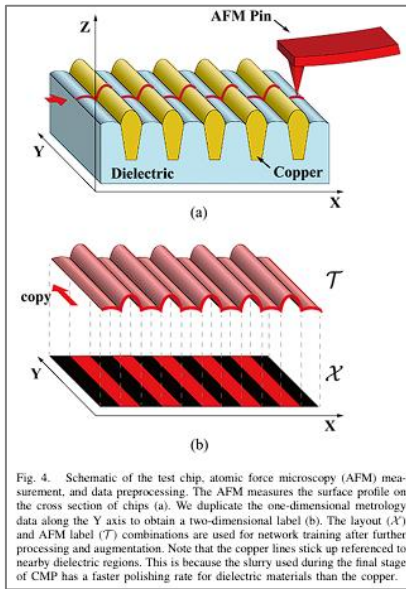 AFM Pin
Z
Y
Dielectric
Copper
X
(a)
copy
𝒯
Y
𝒳
X
(b)
Fig. 4. Schematic of the test chip, atomic force microscopy (AFM) mea-
surement, and data preprocessing. The AFM measures the surface profile on
the cross section of chips (a). We duplicate the one-dimensional metrology
data along the Y axis to obtain a two-dimensional label (b). The layout (𝒳)
and AFM label (𝒯) combinations are used for network training after further
processing and augmentation. Note that the copper lines stick up referenced to
nearby dielectric regions. This is because the slurry used during the final stage
of CMP has a faster polishing rate for dielectric materials than the copper.